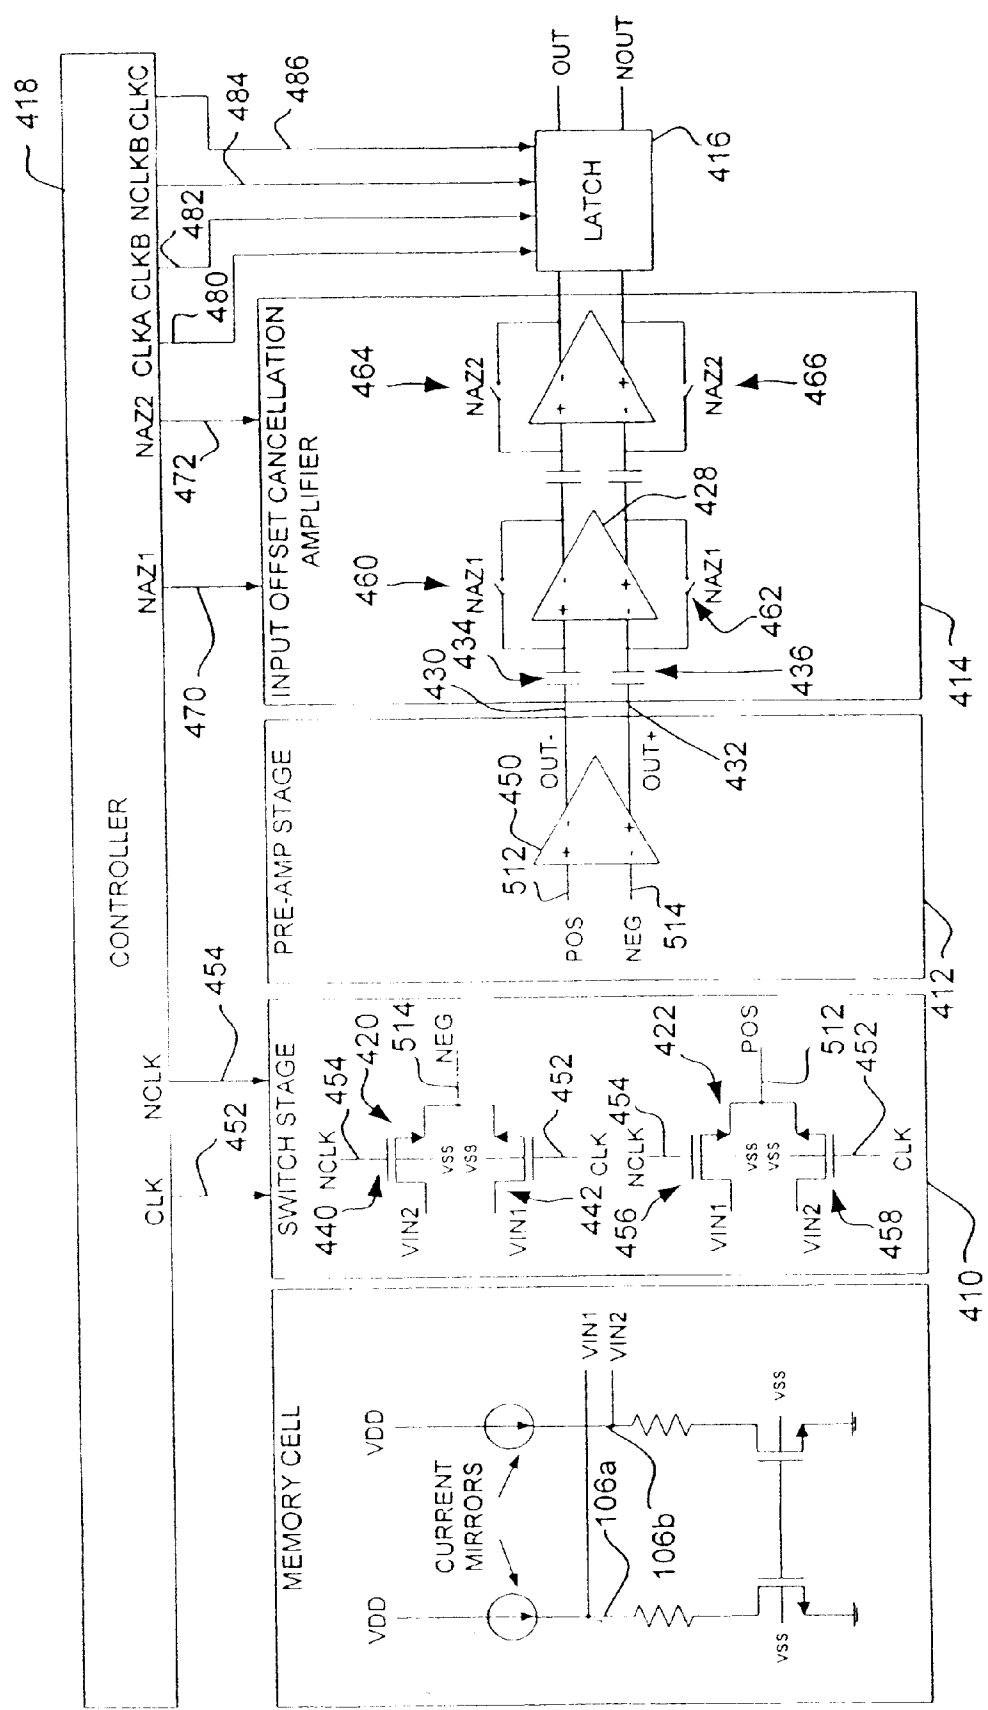 418
CONTROLLER
CLK
NCLK
NAZ1
NAZ2
CLKA
CLKB
NCLKB
CLKC
452
454
470
472
480
482
484
486
MEMORY CELL
VDD
VDD
CURRENT
MIRRORS
VIN1
VIN2
106a
106b
VSS
VSS
SWITCH STAGE
440
NCLK
454
420
514
NEG
VIN2
VSS
VSS
VIN1
442
CLK
452
456
NCLK
454
422
POS
VIN1
VSS
VSS
512
VIN2
458
CLK
452
410
PRE-AMP STAGE
512
450
POS
NEG
514
+
-
-
+
OUT-
OUT+
412
INPUT OFFSET CANCELLATION
AMPLIFIER
430
434
432
436
460
NAZ1
+
-
-
+
428
NAZ1
462
464
NAZ2
+
-
-
+
NAZ2
466
414
LATCH
416
OUT
NOUT